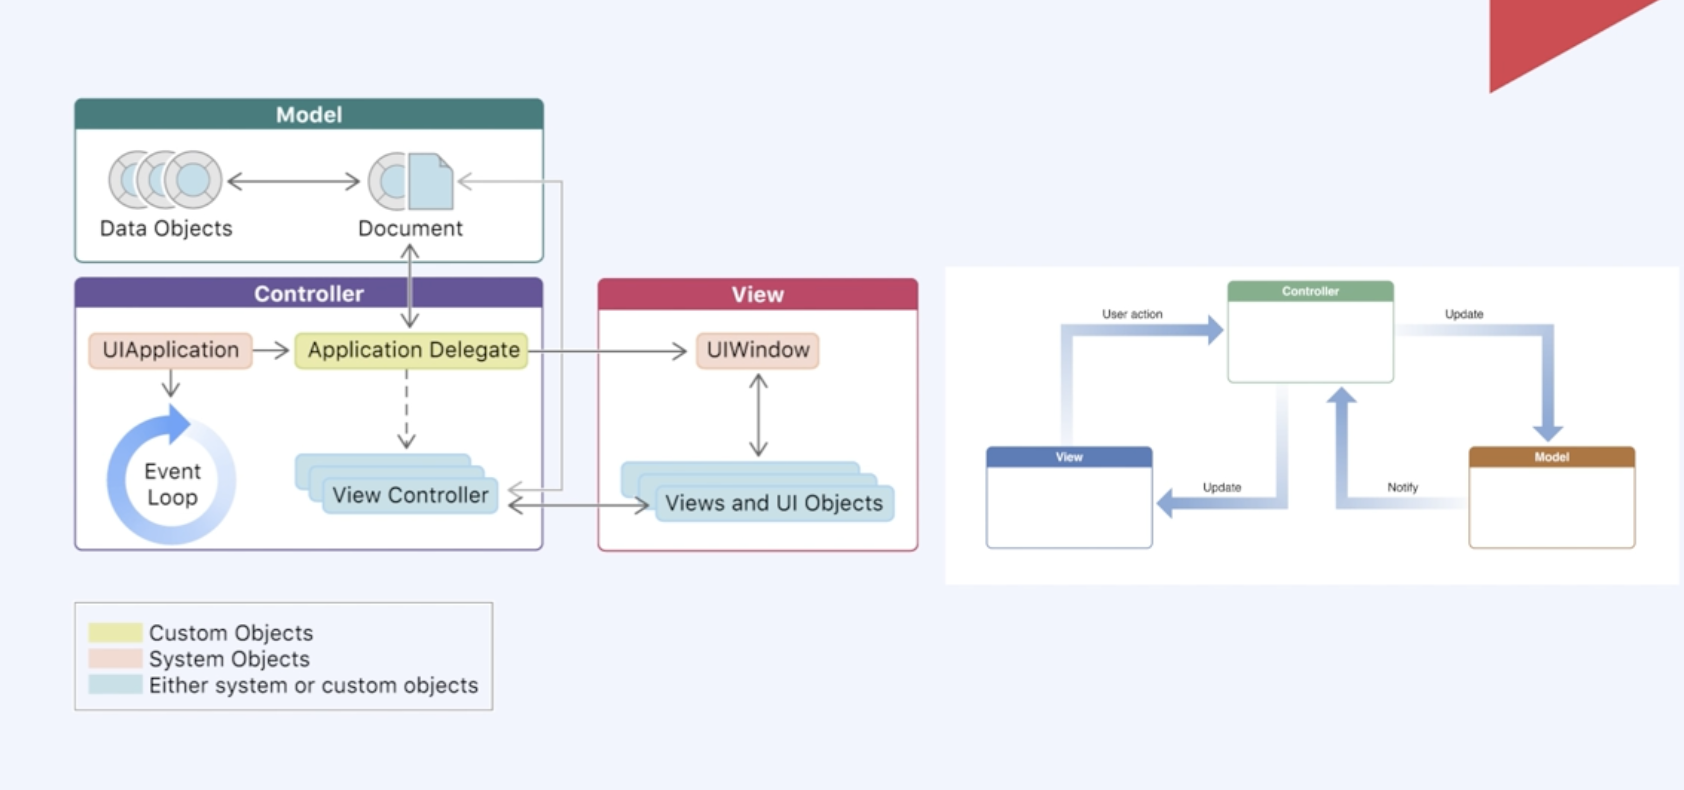 Model
Data Objects
Document
Controller
UIApplication
Application Delegate
Event
Loop
View Controller
View
UIWindow
Views and UI Objects
Custom Objects
System Objects
Either system or custom objects
Controller
User action
Update
View
Update
Notify
Model